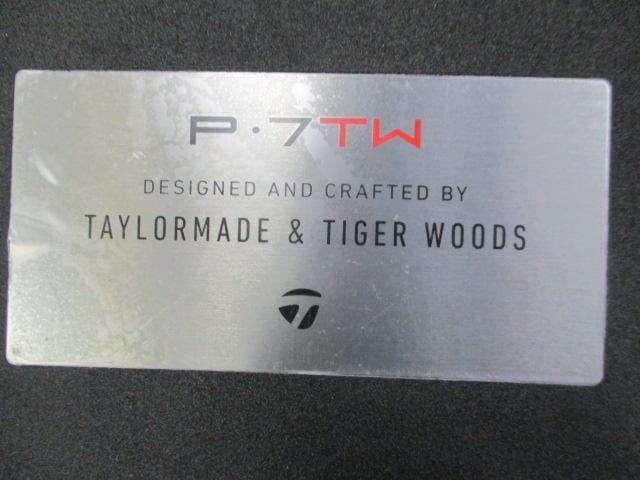 P·7TW
DESIGNED AND CRAFTED BY
TAYLORMADE & TIGER WOODS